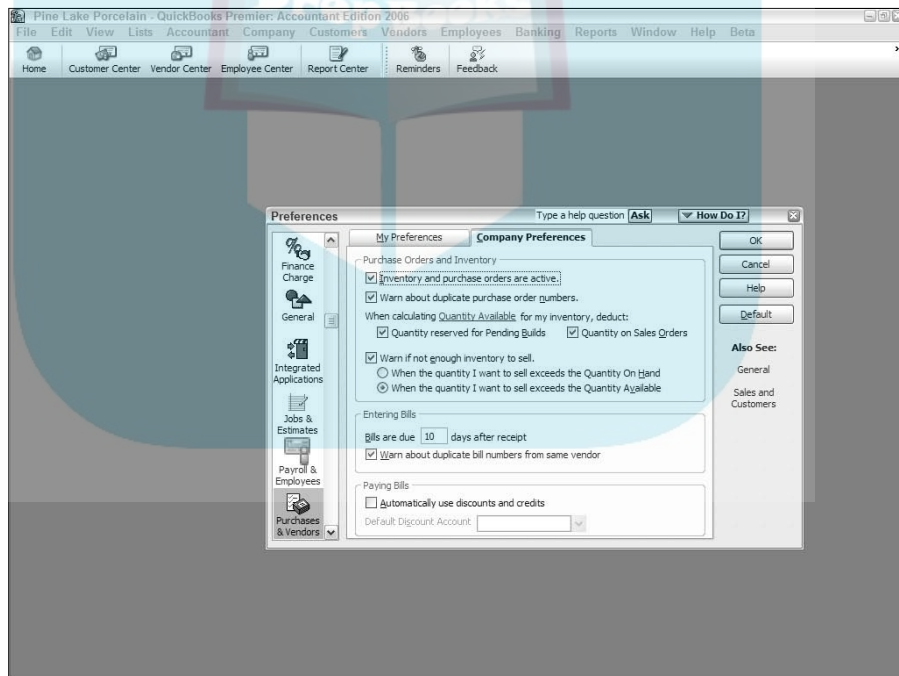 Pine Lake Porcelain - QuickBooks Premier: Accountant Edition 2006
File Edit View Lists Accountant Company Customers Vendors Employees Banking Reports Window Help Beta
Home Customer Center Vendor Center Employee Center Report Center Reminders Feedback
Preferences Type a help question Ask How Do I?
My Preferences Company Preferences
Finance
Charge
General
Integrated
Applications
Jobs &
Estimates
Payroll &
Employees
Purchases
& Vendors
Purchase Orders and Inventory
Inventory and purchase orders are active.
Warn about duplicate purchase order numbers.
When calculating Quantity Available for my inventory, deduct:
Quantity reserved for Pending Builds Quantity on Sales Orders
Warn if not enough inventory to sell.
When the quantity I want to sell exceeds the Quantity On Hand
When the quantity I want to sell exceeds the Quantity Available
Entering Bills
Bills are due 10 days after receipt
Warn about duplicate bill numbers from same vendor
Paying Bills
Automatically use discounts and credits
Default Discount Account
OK
Cancel
Help
Default
Also See:
General
Sales and
Customers